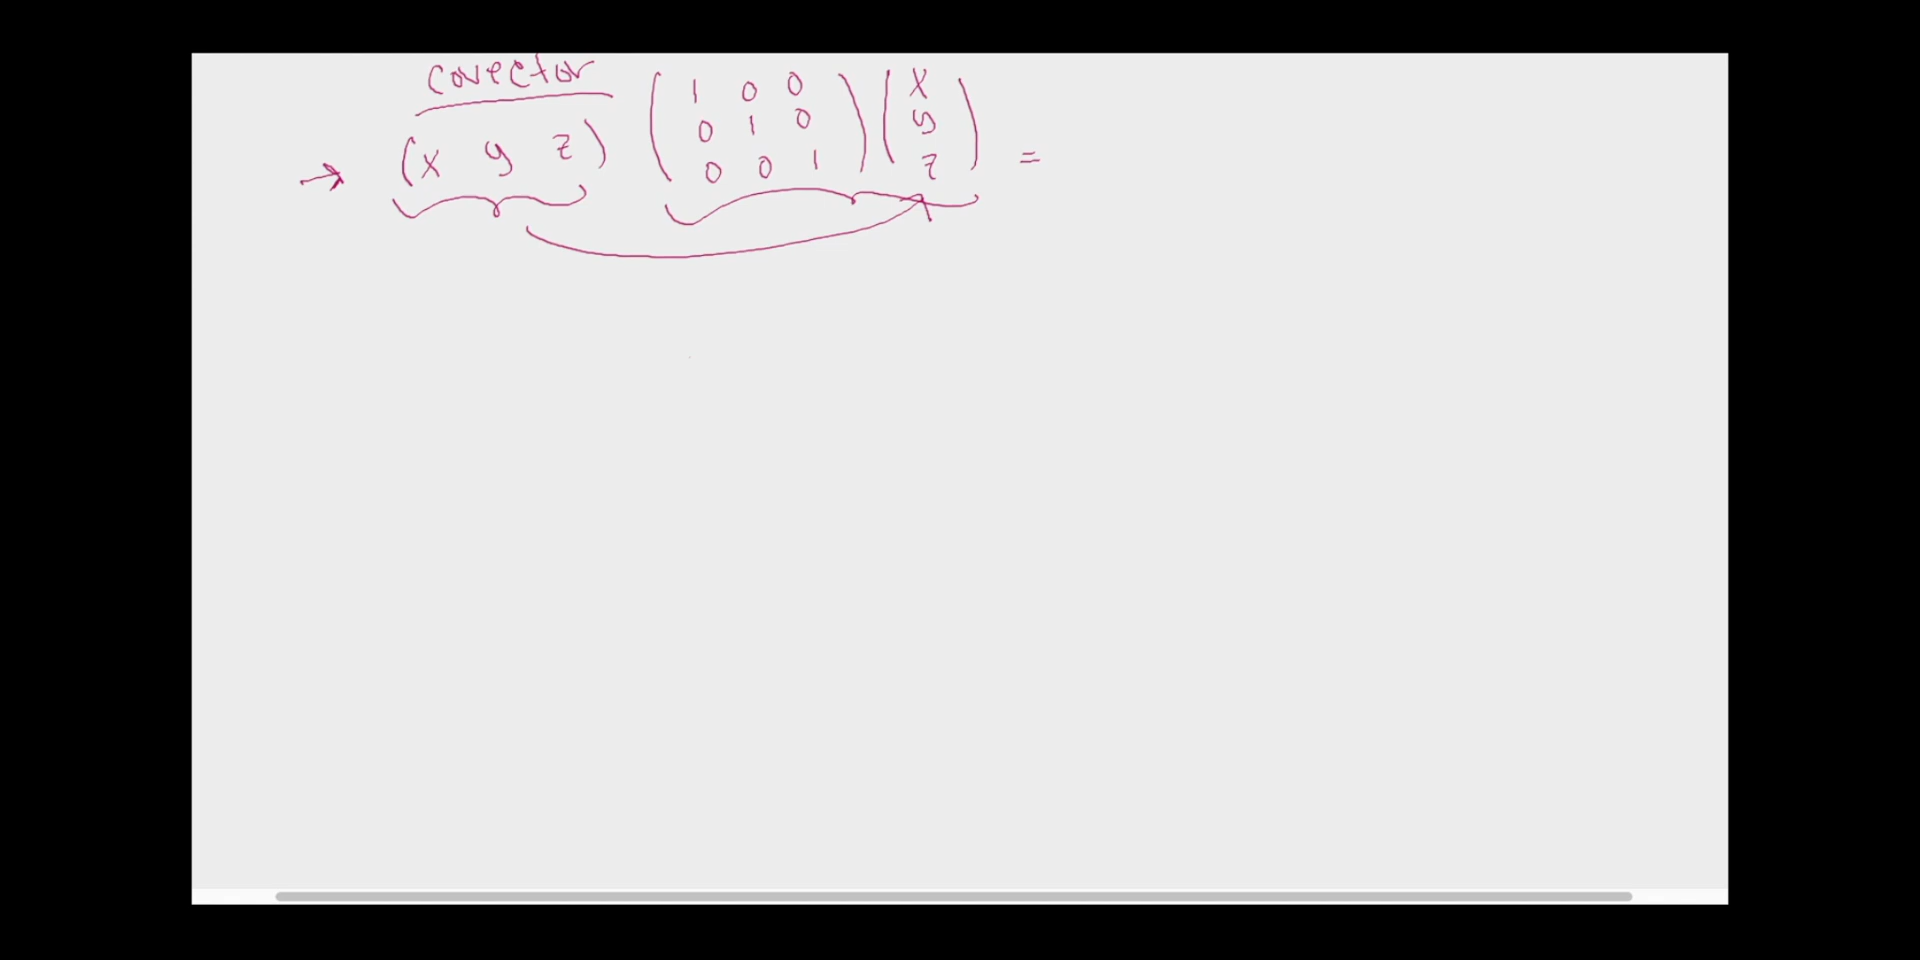 covector
→ (x y z) ( 1 0 0 ) ( x ) =
( 0 1 0 ) ( y )
( 0 0 1 ) ( z )